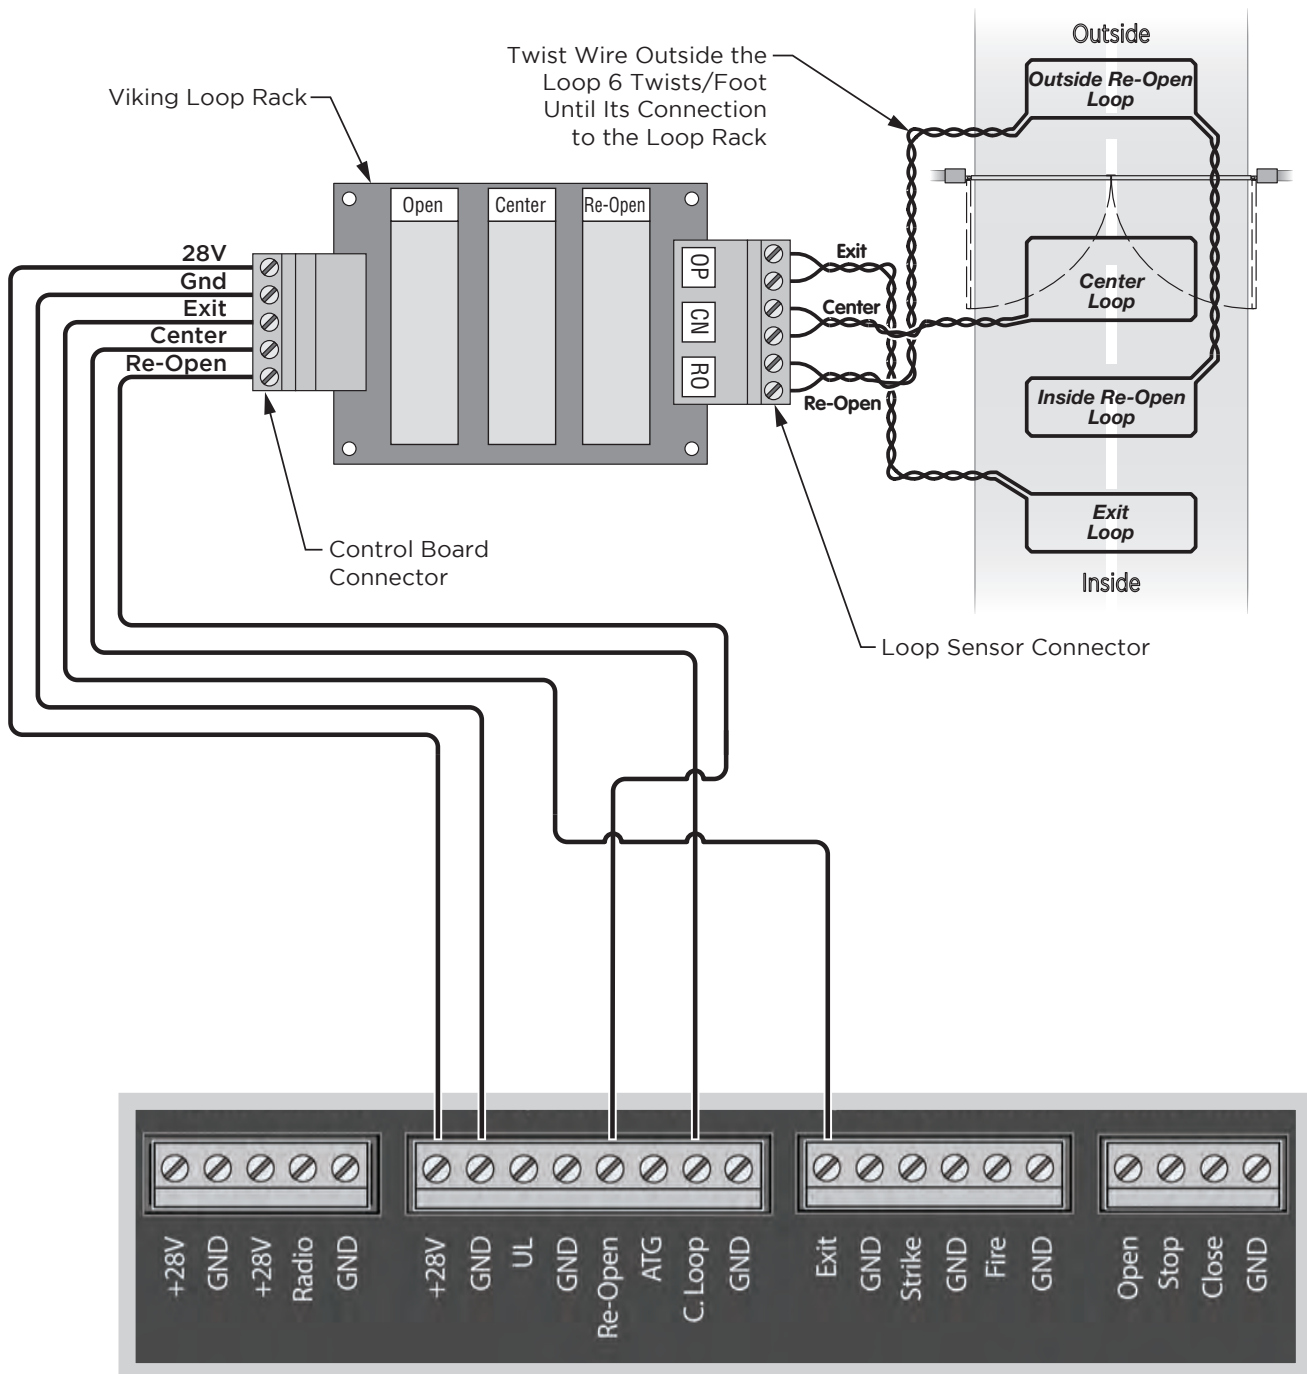 Outside
Twist Wire Outside the
Loop 6 Twists/Foot
Until Its Connection
to the Loop Rack
Viking Loop Rack
Outside Re-Open
Loop
Open
Center
Re-Open
28V
Gnd
Exit
Center
Re-Open
OP
CN
RO
Exit
Center
Re-Open
Center
Loop
Inside Re-Open
Loop
Exit
Loop
Inside
Control Board
Connector
Loop Sensor Connector
+28V
GND
+28V
Radio
GND
+28V
GND
UL
GND
Re-Open
ATG
C. Loop
GND
Exit
GND
Strike
GND
Fire
GND
Open
Stop
Close
GND